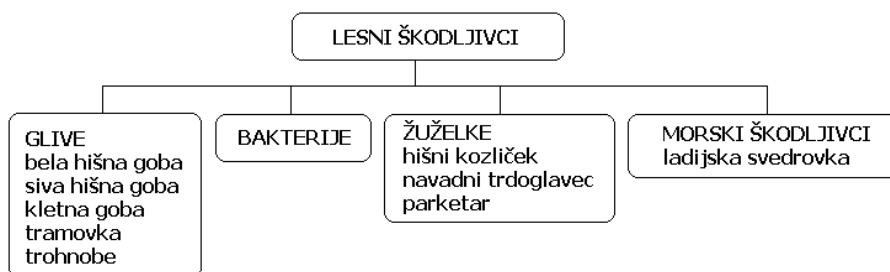 LESNI ŠKODLJIVCI
GLIVE
bela hišna goba
siva hišna goba
kletna goba
tramovka
trohnobe
BAKTERIJE
ŽUŽELKE
hišni kozliček
navadni trdoglavec
parketar
MORSKI ŠKODLJIVCI
ladijska svedrovka